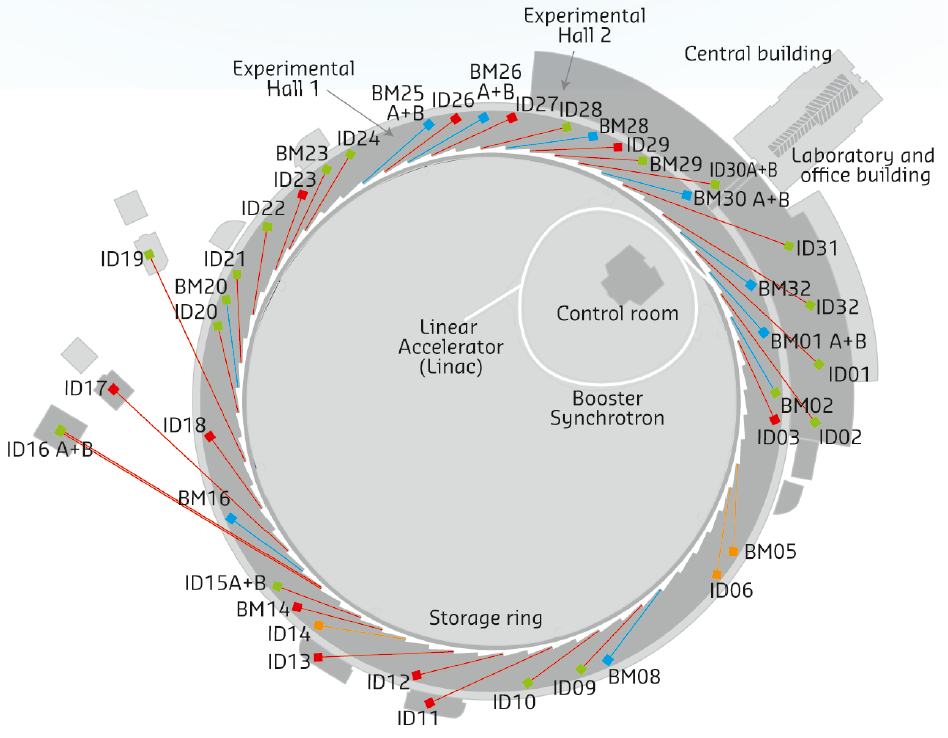 Experimental
Hall 2
Central building
Experimental
Hall 1
BM25
A+B
ID26
BM26
A+B
ID27
ID28
BM28
ID29
BM29
ID30A+B
BM30 A+B
Laboratory and
office building
ID24
BM23
ID23
ID22
ID31
ID19
ID21
BM20
ID20
BM32
ID32
Control room
Linear
Accelerator
(Linac)
BM01 A+B
ID01
ID17
Booster
Synchrotron
BM02
ID03
ID02
ID18
ID16 A+B
BM16
BM05
ID06
ID15A+B
BM14
ID14
ID13
Storage ring
ID12
ID11
ID10
ID09
BM08